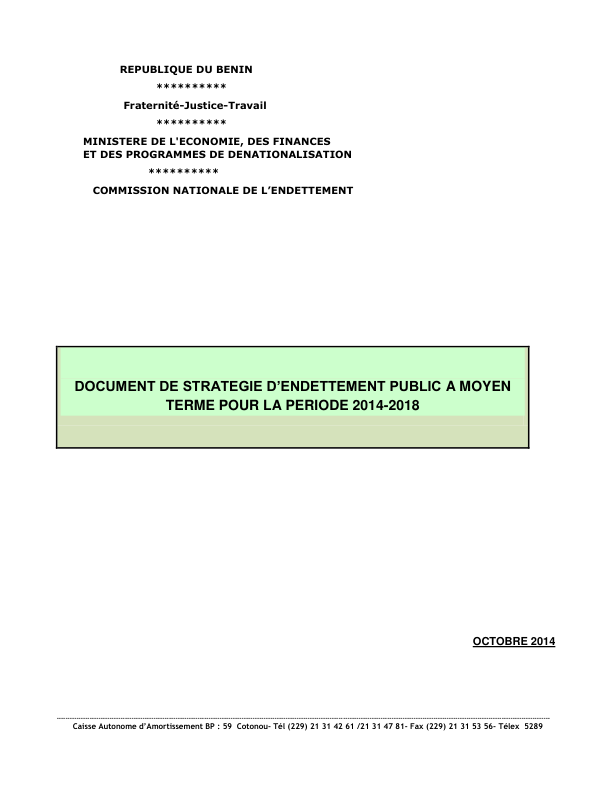 REPUBLIQUE DU BENIN
**********
Fraternité-Justice-Travail
**********
MINISTERE DE L'ECONOMIE, DES FINANCES
ET DES PROGRAMMES DE DENATIONALISATION
**********
COMMISSION NATIONALE DE L’ENDETTEMENT
DOCUMENT DE STRATEGIE D’ENDETTEMENT PUBLIC A MOYEN
TERME POUR LA PERIODE 2014-2018
OCTOBRE 2014
Caisse Autonome d’Amortissement BP : 59 Cotonou- Tél (229) 21 31 42 61 /21 31 47 81- Fax (229) 21 31 53 56- Télex 5289